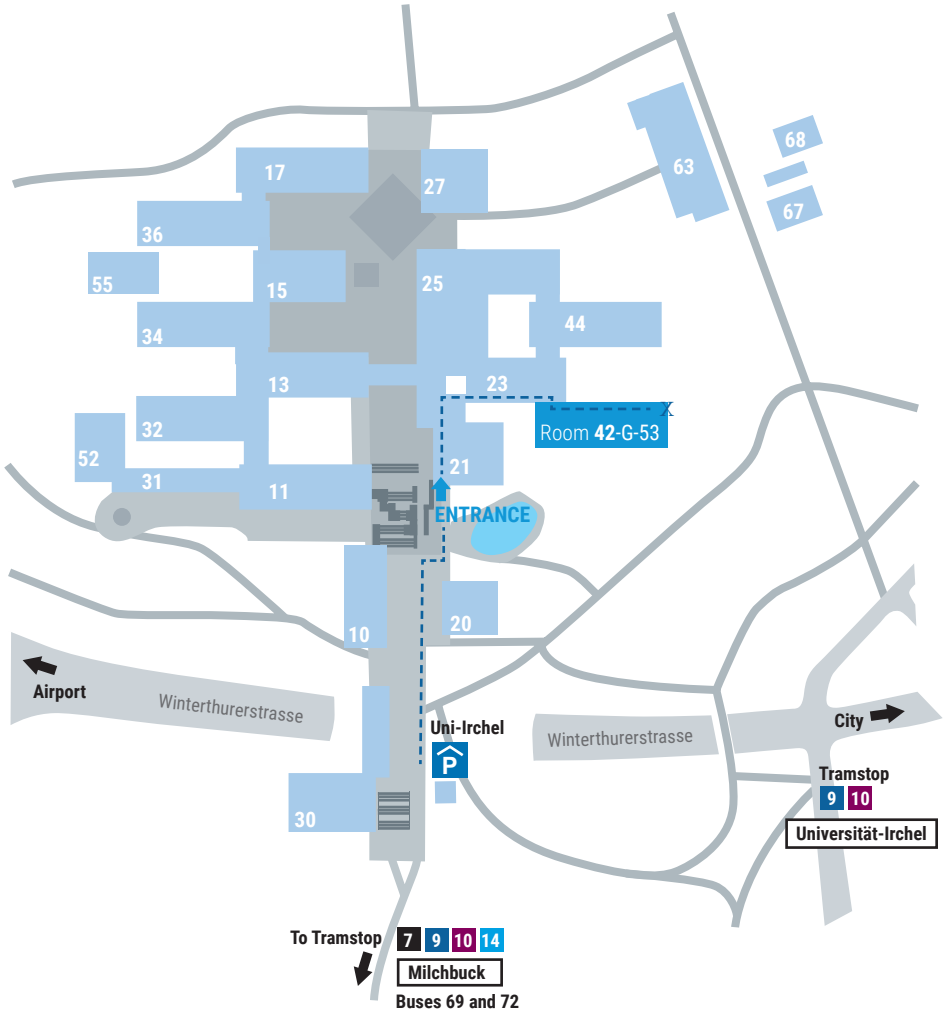 68
17
63
27
67
36
55
15
25
34
44
13
23
32
X
Room 42-G-53
52
31
11
21
ENTRANCE
10
20
Airport
Winterthurerstrasse
City
Uni-Irchel
P
Winterthurerstrasse
Tramstop
9 10
Universität-Irchel
30
To Tramstop 7 9 10 14
Milchbuck
Buses 69 and 72